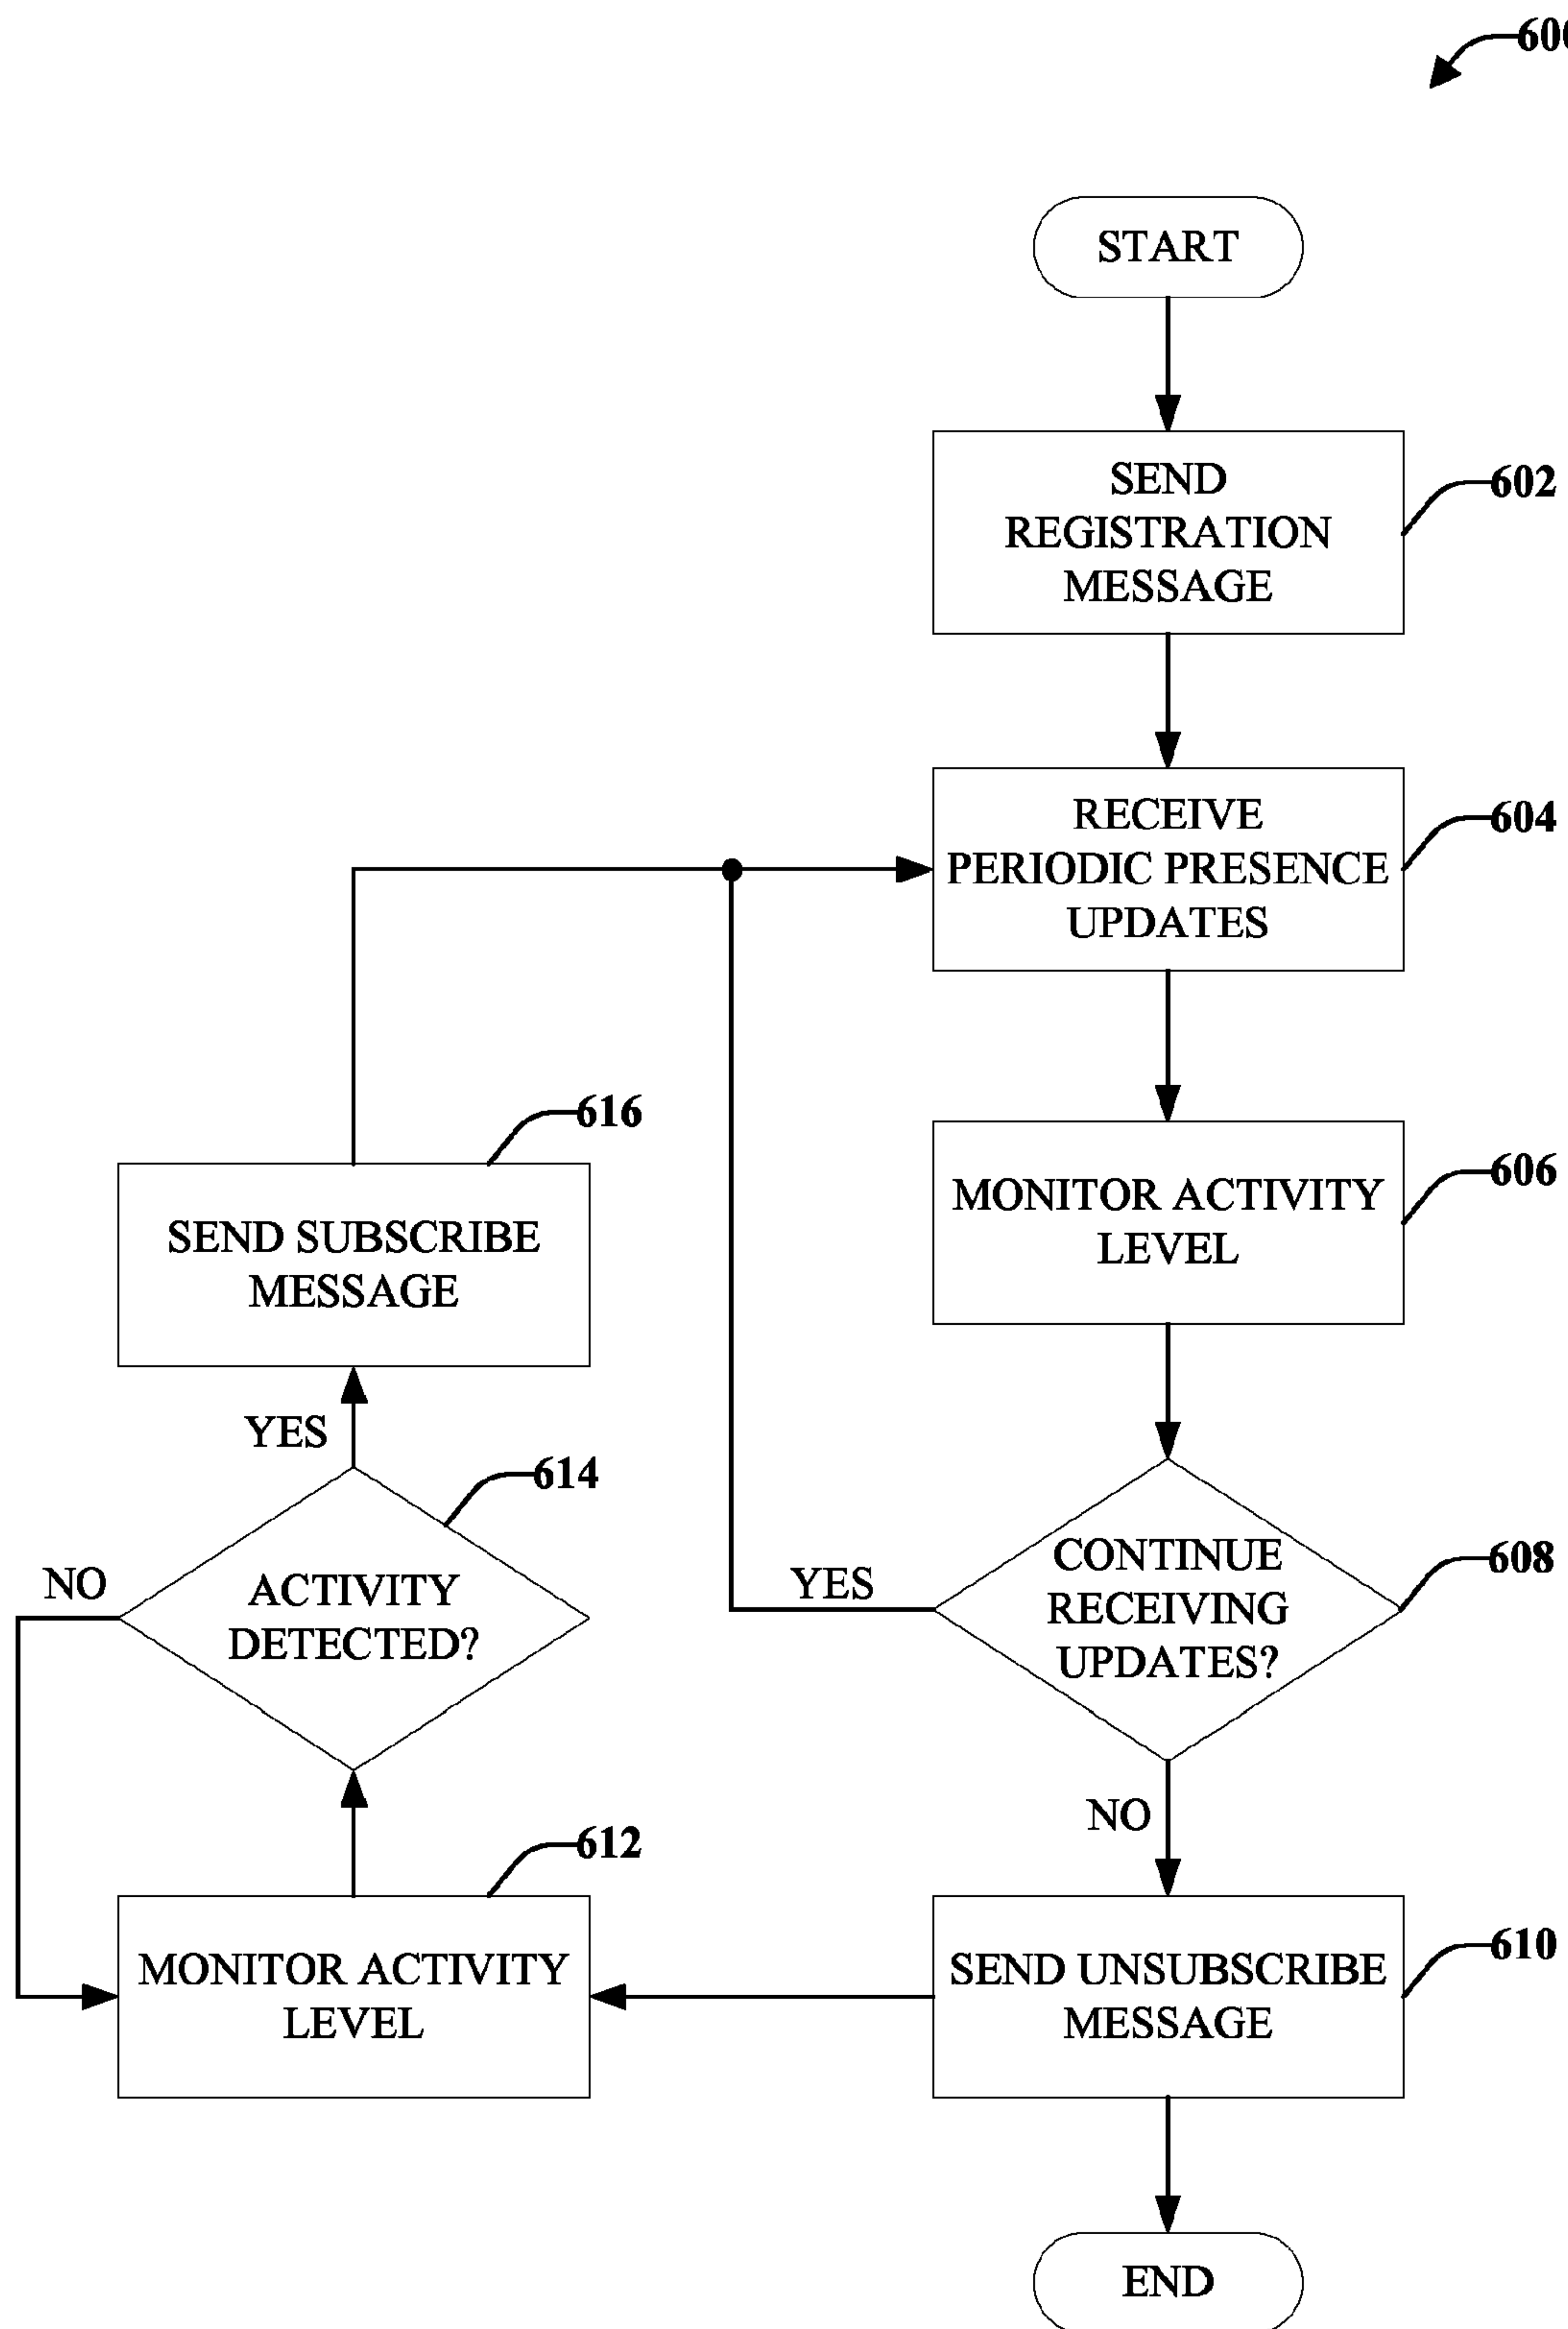 600
START
SEND
REGISTRATION
MESSAGE
602
RECEIVE
PERIODIC PRESENCE
UPDATES
604
MONITOR ACTIVITY
LEVEL
606
CONTINUE
RECEIVING
UPDATES?
608
YES
NO
SEND UNSUBSCRIBE
MESSAGE
610
MONITOR ACTIVITY
LEVEL
612
ACTIVITY
DETECTED?
614
NO
YES
SEND SUBSCRIBE
MESSAGE
616
END